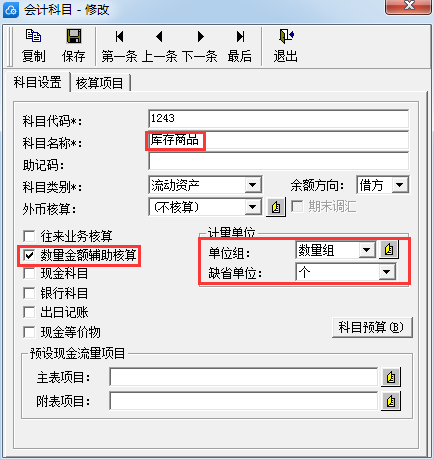 会计科目 - 修改
复制 保存 第一条 上一条 下一条 最后 退出
科目设置 核算项目
科目代码*: 1243
科目名称*: 库存商品
助记码:
科目类别*: 流动资产 余额方向: 借方
外币核算: (不核算) 期末调汇
往来业务核算
数量金额辅助核算
现金科目
银行科目
出日记账
现金等价物
计量单位
单位组: 数量组
缺省单位: 个
科目预算(B)
预设现金流量项目
主表项目:
附表项目: